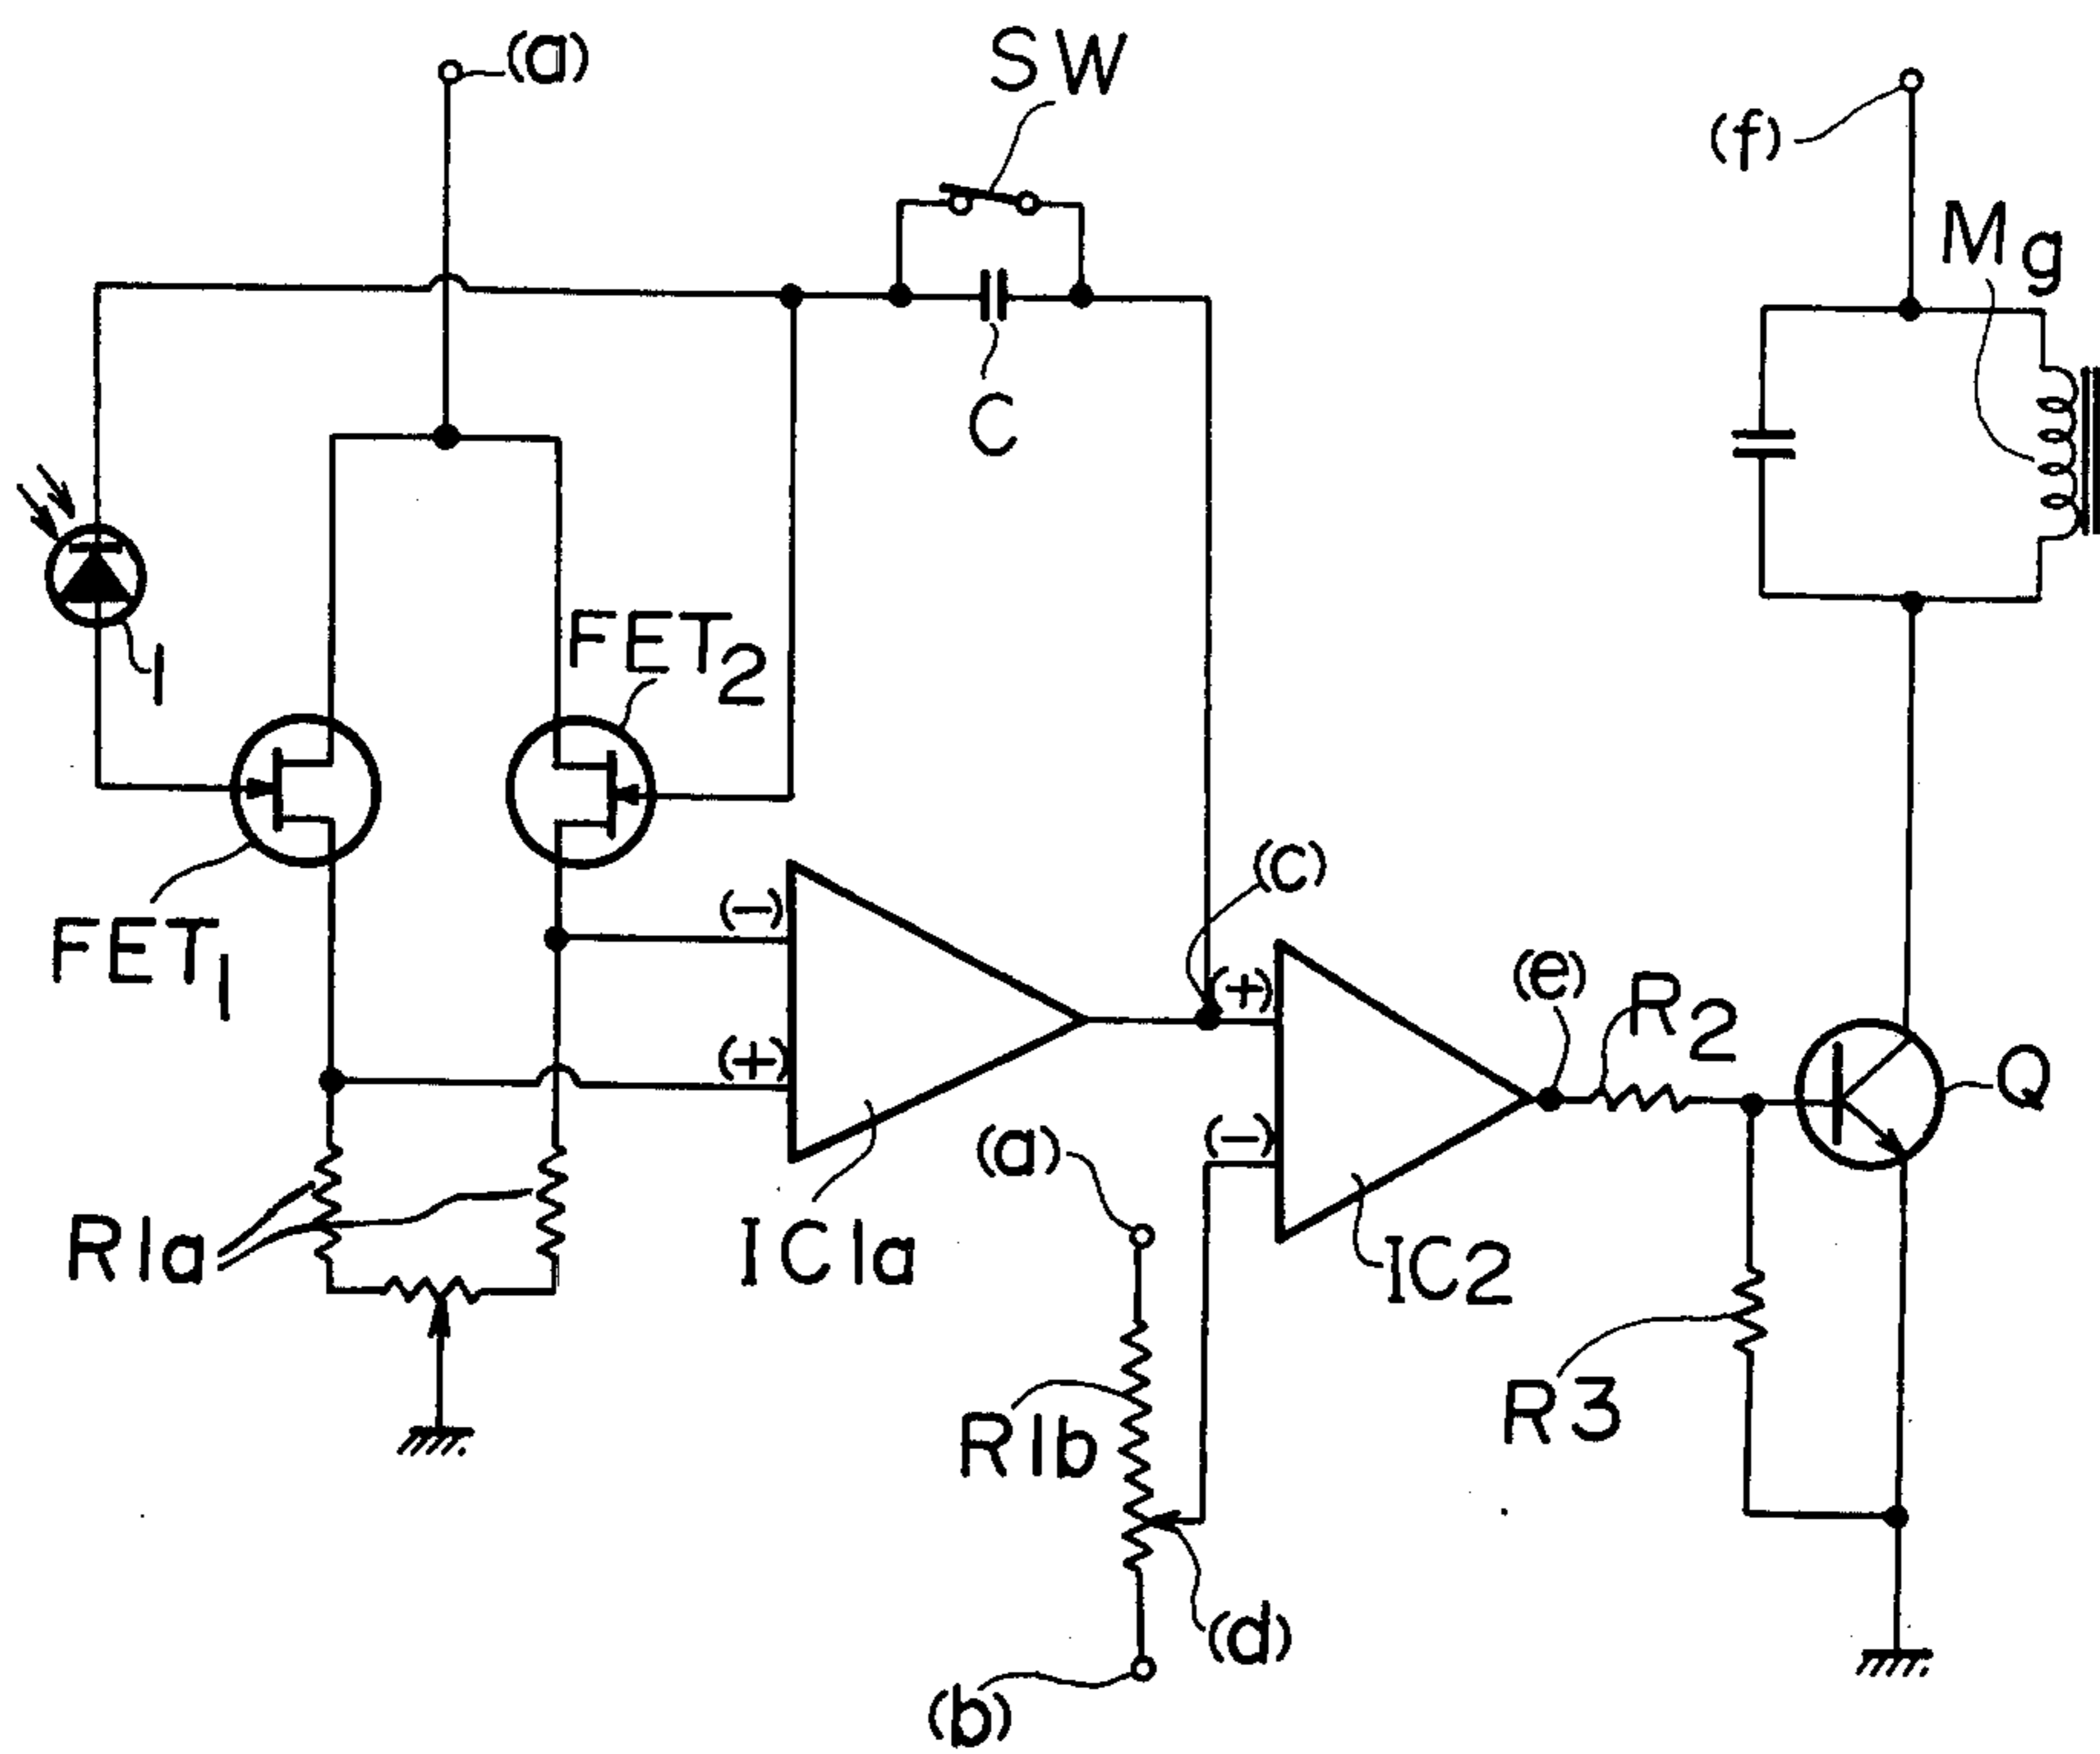 (a)
SW
(f)
Mg
C
1
FET2
FET1
(-)
(+)
(c)
(+)
(-)
(e)
R2
Q
R1a
IC1a
(a)
IC2
R1b
R3
(d)
(b)